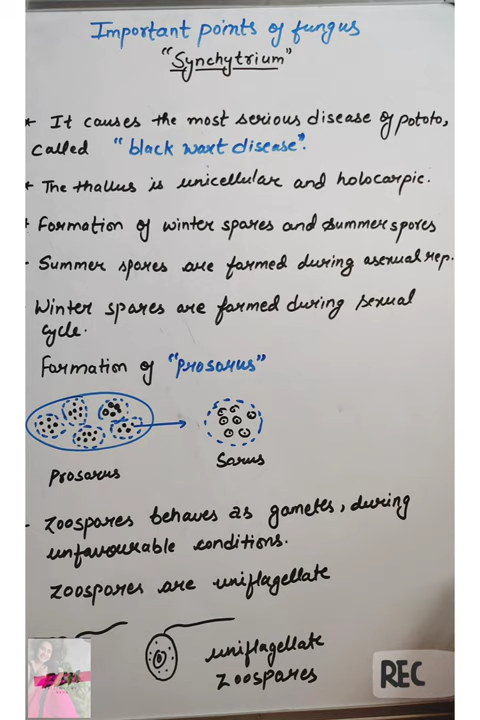 Important points of fungus
"Synchytrium"
* It causes the most serious disease of pototo,
called "black wart disease".
* The thallus is unicellular and holocarpic.
* Formation of winter spores and summer spores
- Summer spores are formed during asexual rep.
Winter spores are formed during sexual
cycle.
Formation of "Prosorus"
Prosorus
Sorus
- Zoospores behaves as gametes, during
unfavourable conditions.
Zoospores are uniflagellate
uniflagellate
Zoospores
REC